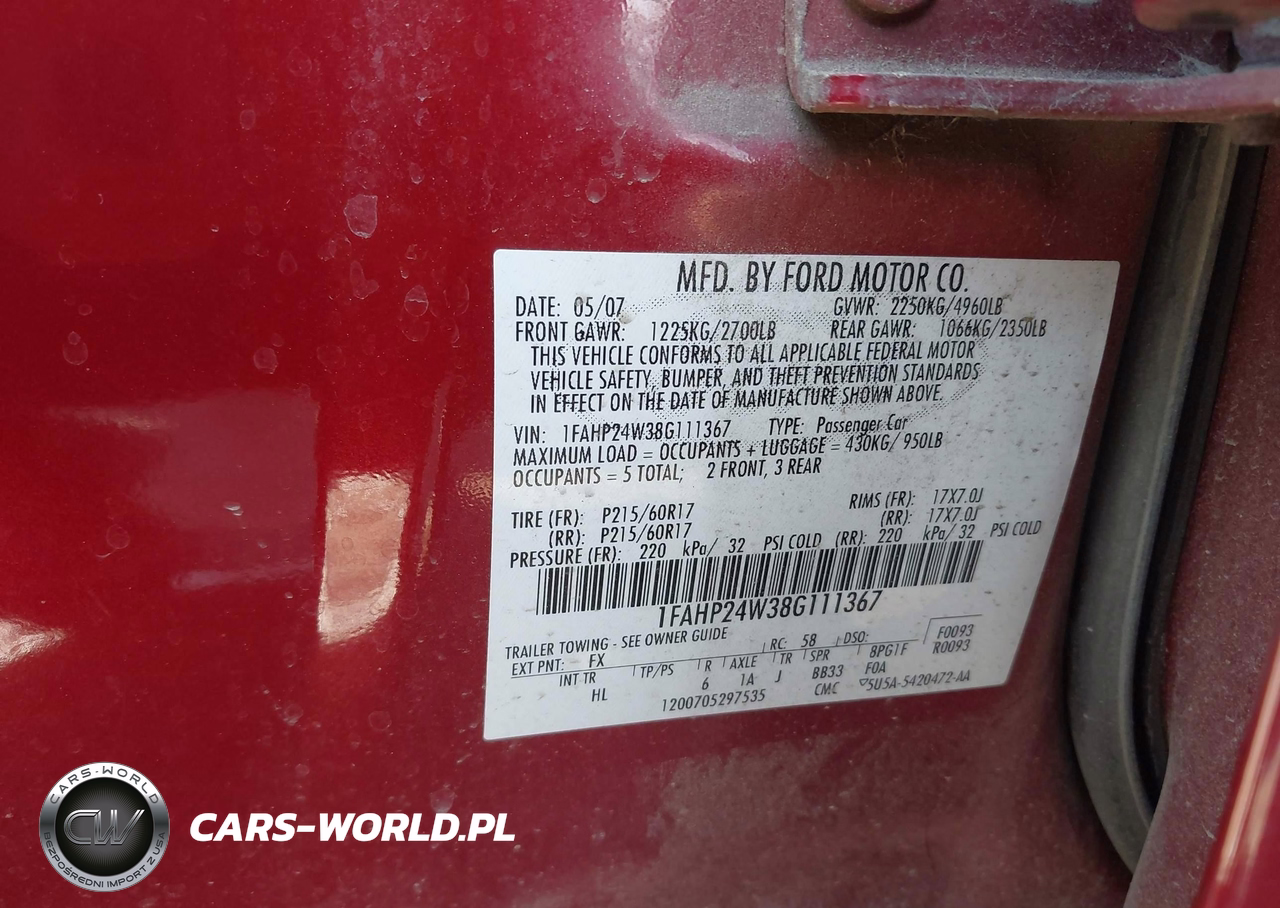 MFD. BY FORD MOTOR CO.
DATE: 05/07 GVWR: 2250KG/4960LB
FRONT GAWR: 1225KG/2700LB REAR GAWR: 1066KG/2350LB
THIS VEHICLE CONFORMS TO ALL APPLICABLE FEDERAL MOTOR
VEHICLE SAFETY, BUMPER, AND THEFT PREVENTION STANDARDS
IN EFFECT ON THE DATE OF MANUFACTURE SHOWN ABOVE.
VIN: 1FAHP24W38G111367 TYPE: Passenger Car
MAXIMUM LOAD = OCCUPANTS + LUGGAGE = 430KG/ 950LB
OCCUPANTS = 5 TOTAL; 2 FRONT, 3 REAR
TIRE (FR): P215/60R17 RIMS (FR): 17X7.0J
(RR): P215/60R17 (RR): 17X7.0J
PRESSURE (FR): 220 kPa/ 32 PSI COLD (RR): 220 kPa/ 32 PSI COLD
1FAHP24W38G111367
TRAILER TOWING - SEE OWNER GUIDE
EXT PNT: FX RC: 58 DSO: F0093
R0093
INT TR TP/PS R AXLE TR SPR 8PG1F
HL 6 1A J BB33 F0A
1200705297535 CMC ▽5U5A-5420472-AA
CARS-WORLD
CW
BEZPOŚREDNI IMPORT Z USA
CARS-WORLD.PL